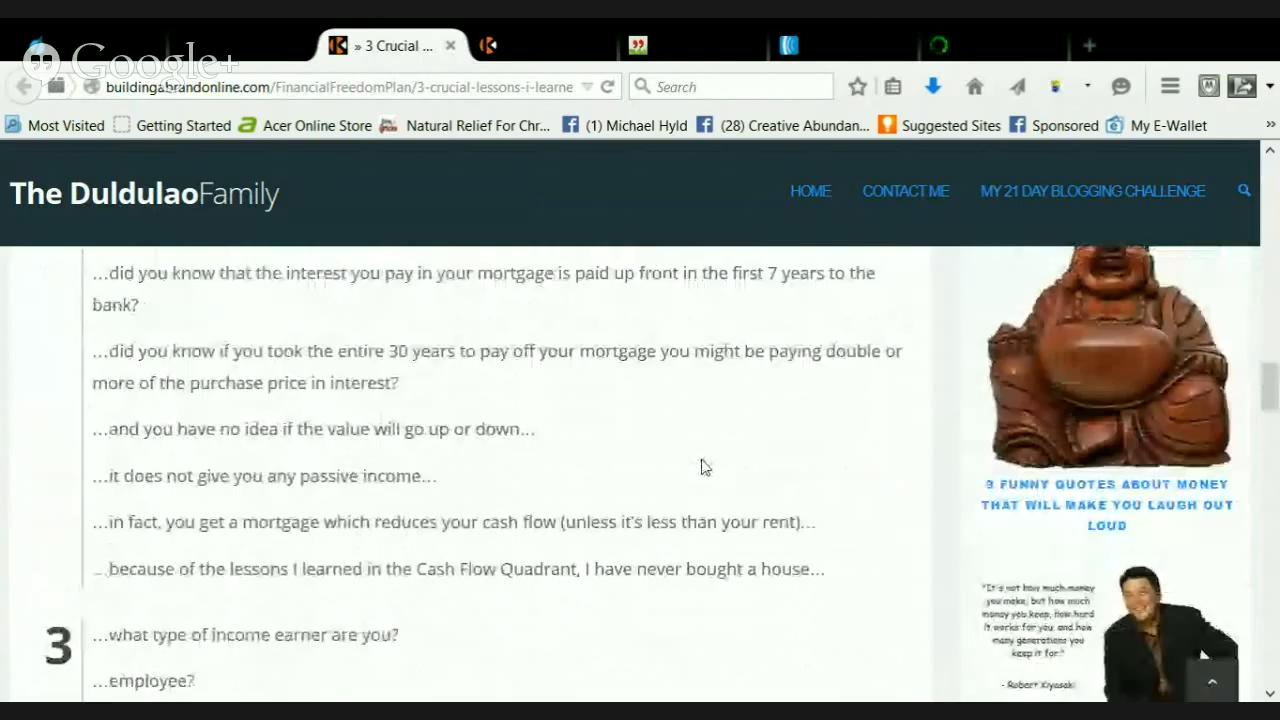 Google+
» 3 Crucial ...
buildingabrandonline.com/FinancialFreedomPlan/3-crucial-lessons-i-learne
Search
Most Visited
Getting Started
Acer Online Store
Natural Relief For Chr...
(1) Michael Hyld
(28) Creative Abundan...
Suggested Sites
Sponsored
My E-Wallet
The DuldulaoFamily
HOME
CONTACT ME
MY 21 DAY BLOGGING CHALLENGE
…did you know that the interest you pay in your mortgage is paid up front in the first 7 years to the
bank?
…did you know if you took the entire 30 years to pay off your mortgage you might be paying double or
more of the purchase price in interest?
…and you have no idea if the value will go up or down…
…it does not give you any passive income…
…in fact, you get a mortgage which reduces your cash flow (unless it's less than your rent)…
…because of the lessons I learned in the Cash Flow Quadrant, I have never bought a house…
3
…what type of income earner are you?
…employee?
9 FUNNY QUOTES ABOUT MONEY
THAT WILL MAKE YOU LAUGH OUT
LOUD
"It's not how much money
you make, but how much
money you keep, how hard
it works for you, and how
many generations you
keep it for."
- Robert Kiyosaki